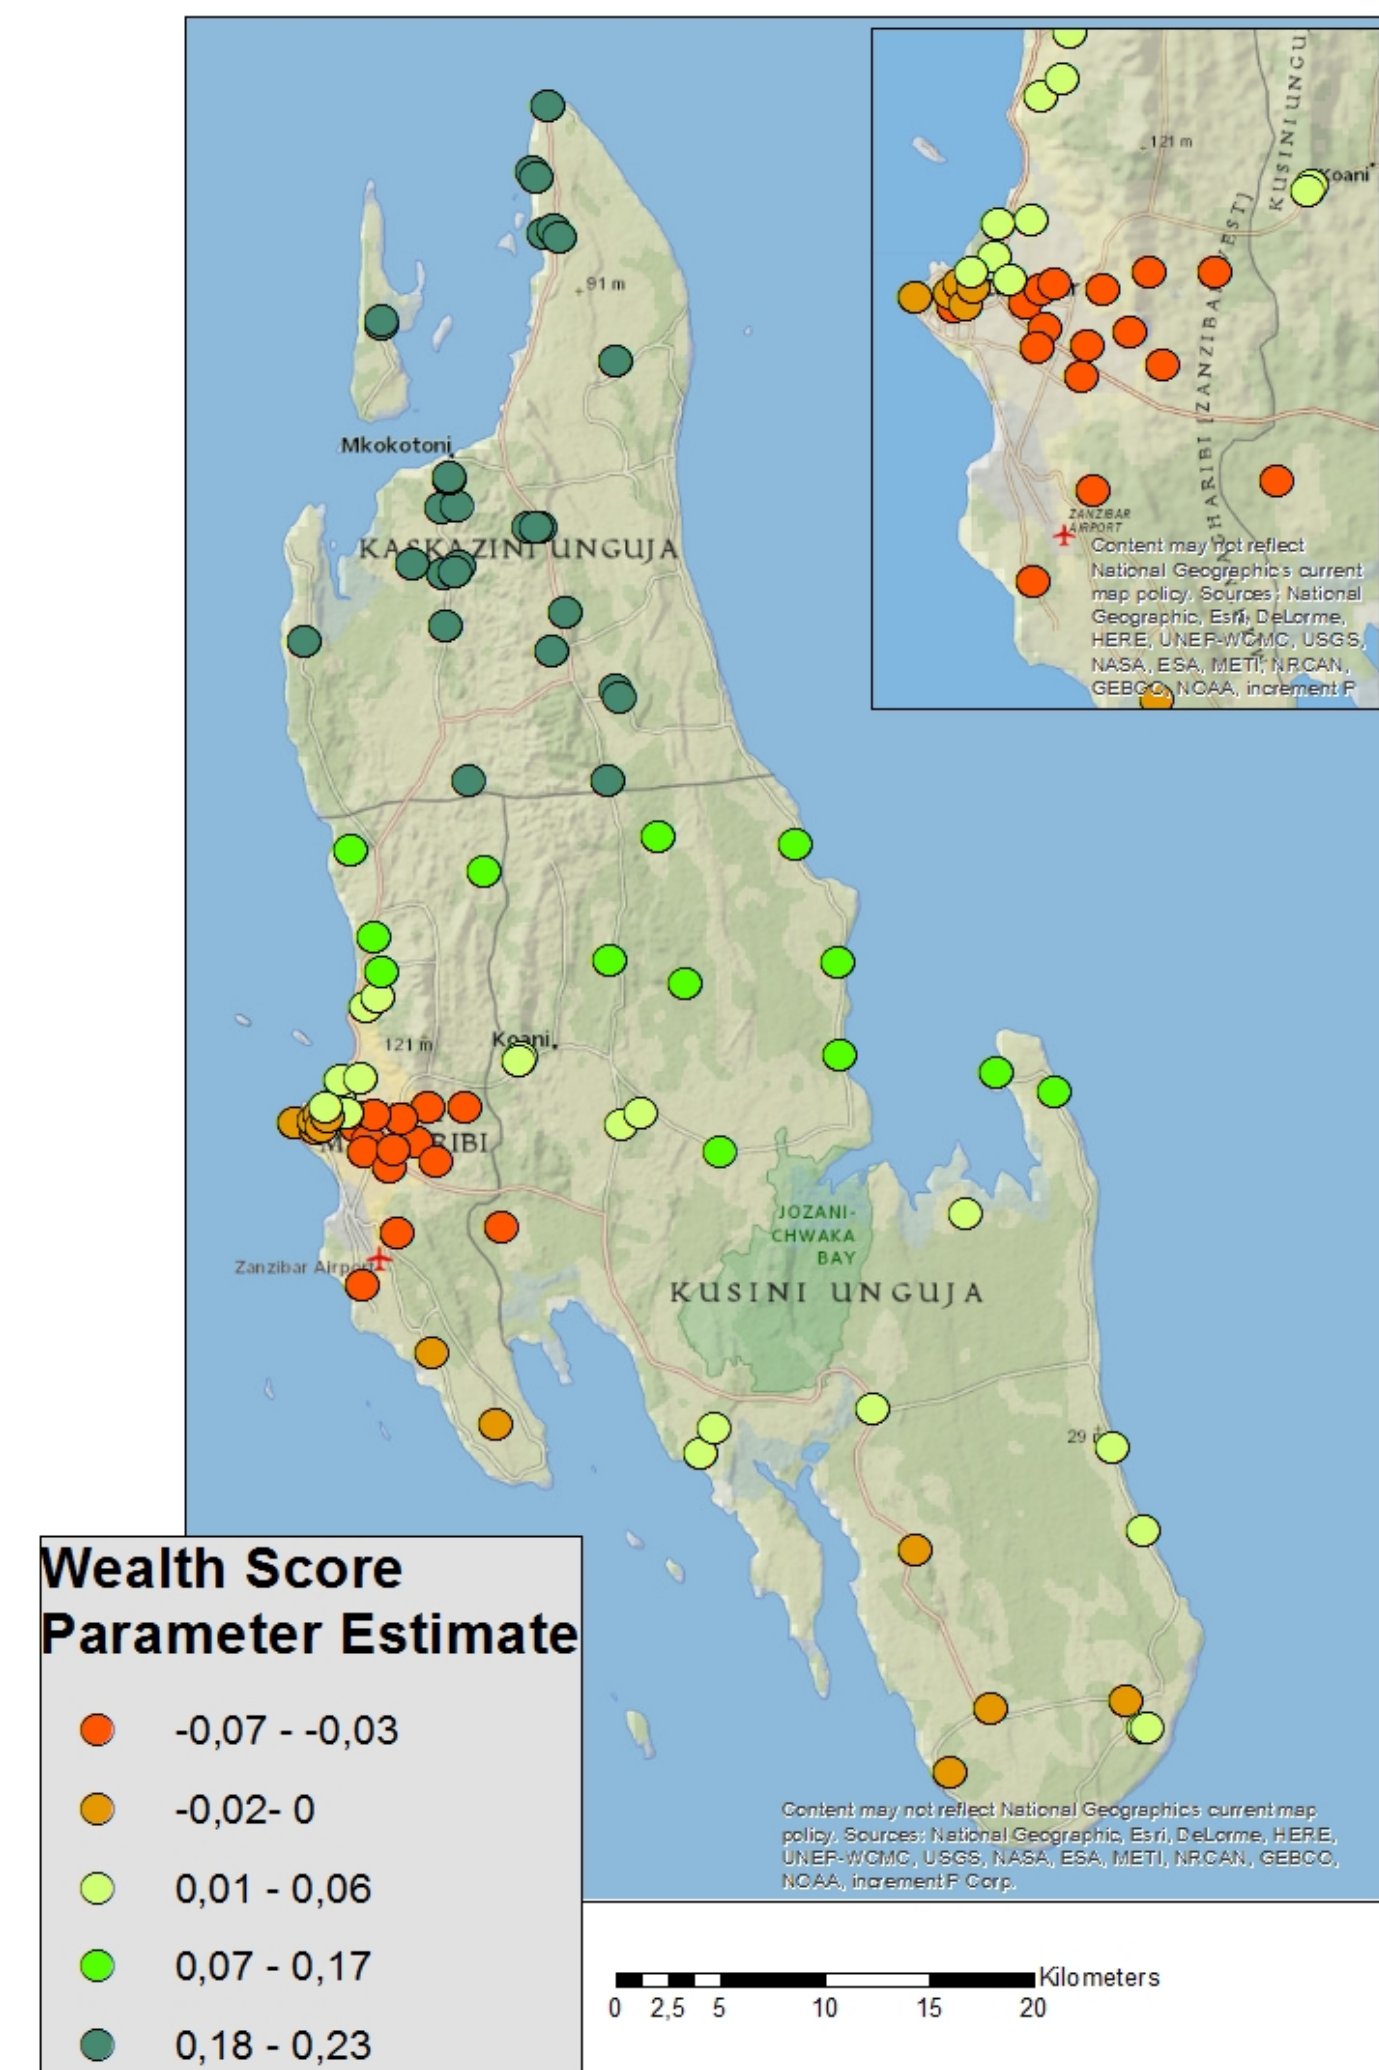 121 m
Koani
KUSINIUNGU
ZANZIBAR
AIRPORT
Content may not reflect
National Geographic's current
map policy. Sources: National
Geographic, Esri, DeLorme,
HERE, UNEP-WCMC, USGS,
NASA, ESA, METI, NRCAN,
GEBCO, NOAA, increment P
91 m
Mkokotoni
KASKAZINI UNGUJA
121 m
Koani
RIBI
Zanzibar Airport
JOZANI-
CHWAKA
BAY
KUSINI UNGUJA
29
Wealth Score
Parameter Estimate
-0,07 - -0,03
-0,02- 0
0,01 - 0,06
0,07 - 0,17
0,18 - 0,23
Content may not reflect National Geographic's current map
policy. Sources: National Geographic, Esri, DeLorme, HERE,
UNEP-WCMC, USGS, NASA, ESA, METI, NRCAN, GEBCO,
NOAA, increment P Corp.
Kilometers
0 2,5 5 10 15 20